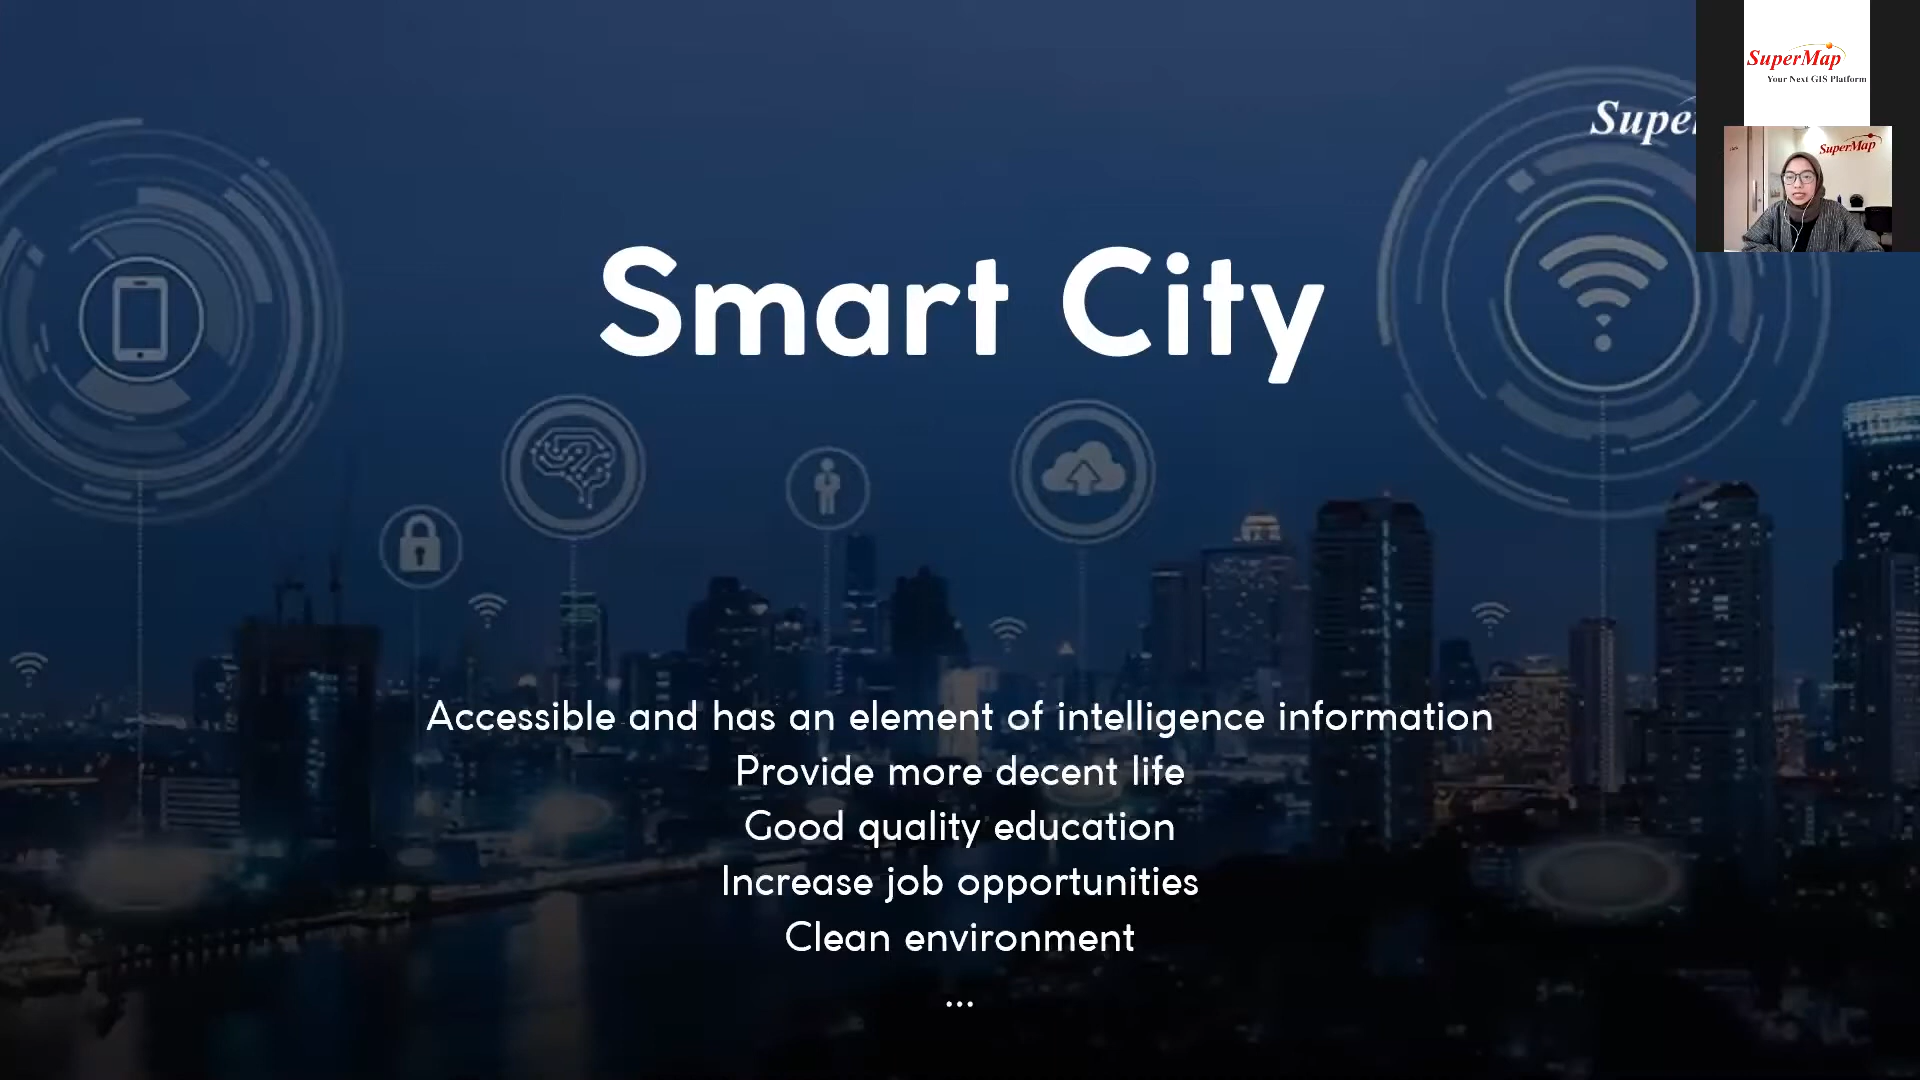 SuperMap
Your Next GIS Platform
Super
SuperMap
Smart City
Accessible and has an element of intelligence information
Provide more decent life
Good quality education
Increase job opportunities
Clean environment
...